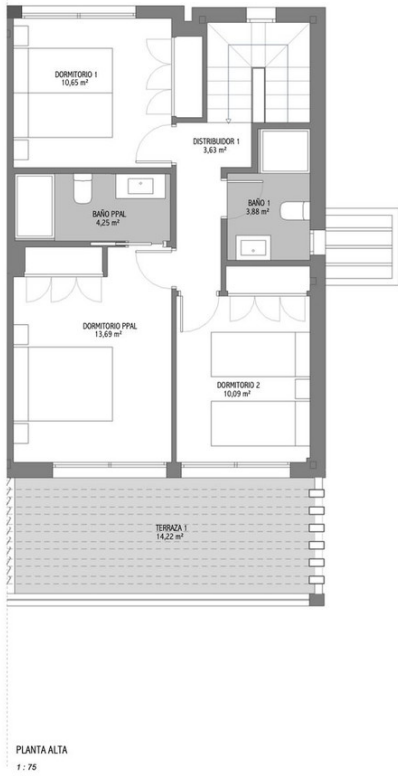 DORMITORIO 1
10,65 m²
DISTRIBUIDOR 1
3,63 m²
BAÑO PPAL
4,25 m²
BAÑO 1
3,88 m²
DORMITORIO PPAL
13,69 m²
DORMITORIO 2
10,09 m²
TERRAZA 1
14,22 m²
PLANTA ALTA
1 : 75